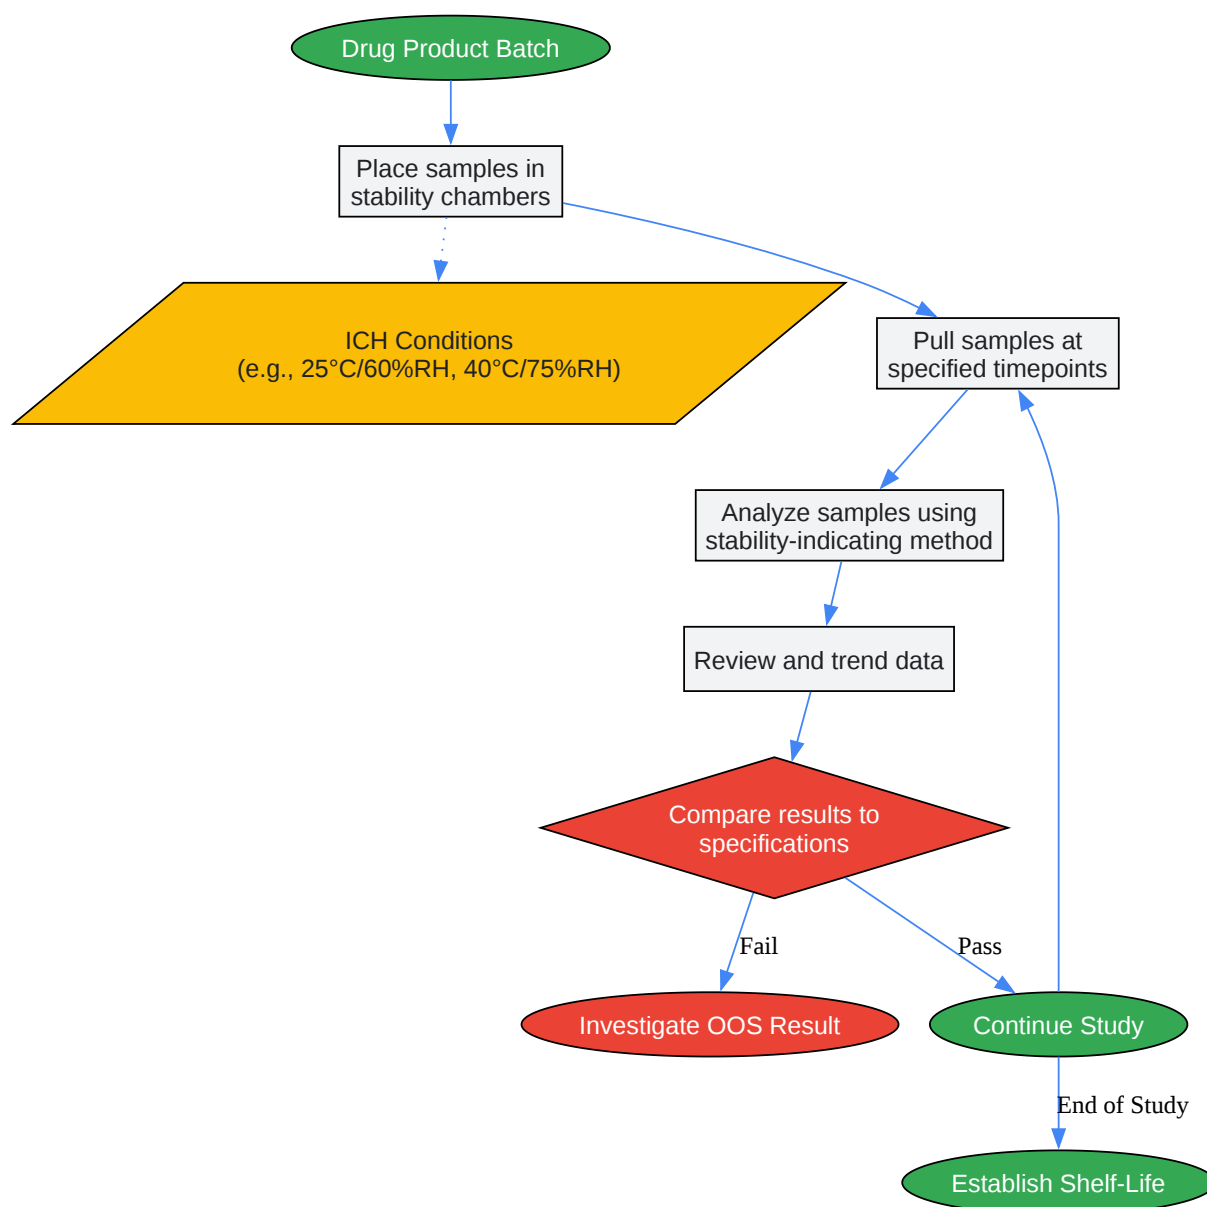 Drug Product Batch
Place samples in
stability chambers
ICH Conditions
(e.g., 25°C/60%RH, 40°C/75%RH)
Pull samples at
specified timepoints
Analyze samples using
stability-indicating method
Review and trend data
Compare results to
specifications
Fail
Pass
Investigate OOS Result
Continue Study
End of Study
Establish Shelf-Life